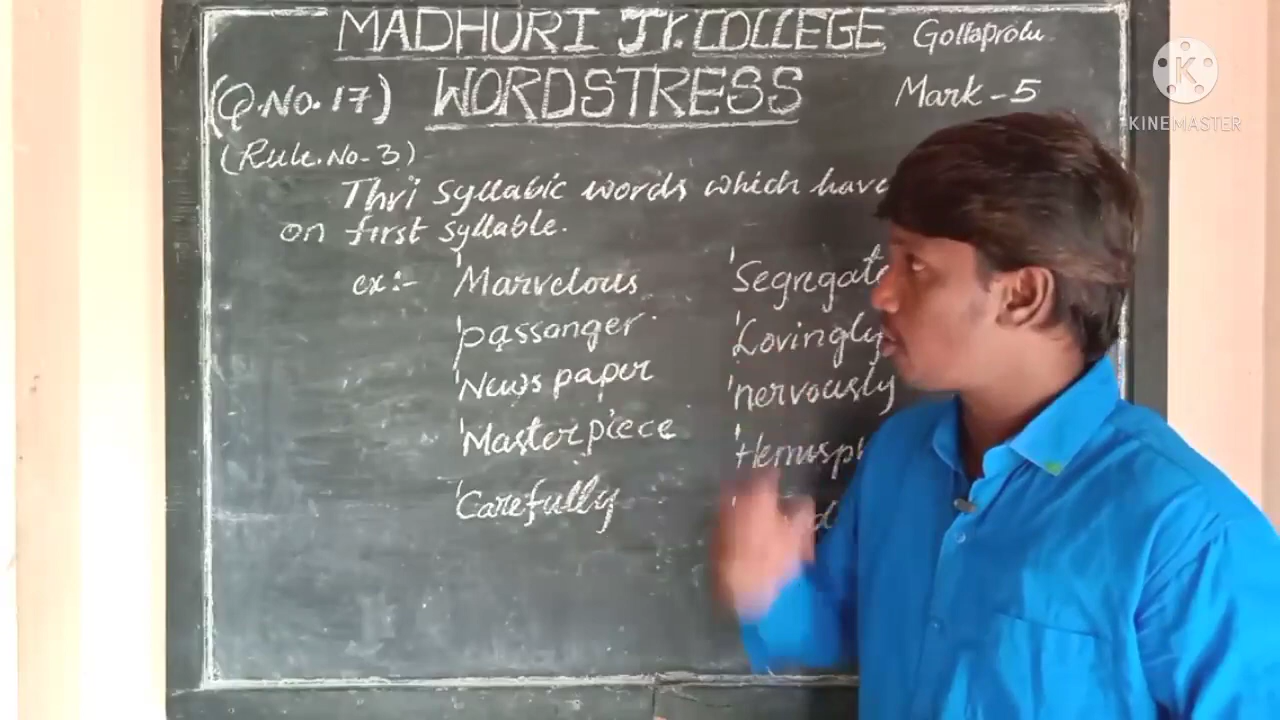 MADHURI Jr. COLLEGE Gollaprolu
(Q.No. 17) WORDSTRESS Mark - 5
(Rule.No-3)
Thri syllabic words which have
on first syllable.
ex:- 'Marvelous 'Segregate
'passanger 'Lovingly
'News paper 'nervously
'Masterpiece 'Hemisph
'Carefully
K
KINEMASTER